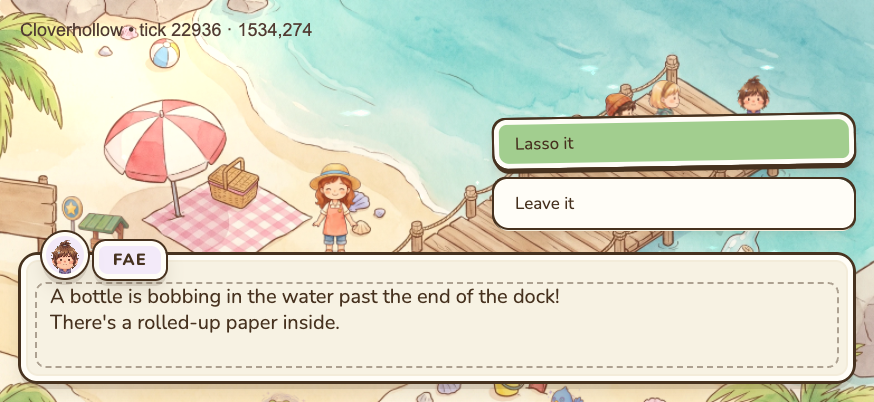 Cloverhollow • tick 22936 · 1534,274
Lasso it
Leave it
FAE
A bottle is bobbing in the water past the end of the dock!
There's a rolled-up paper inside.